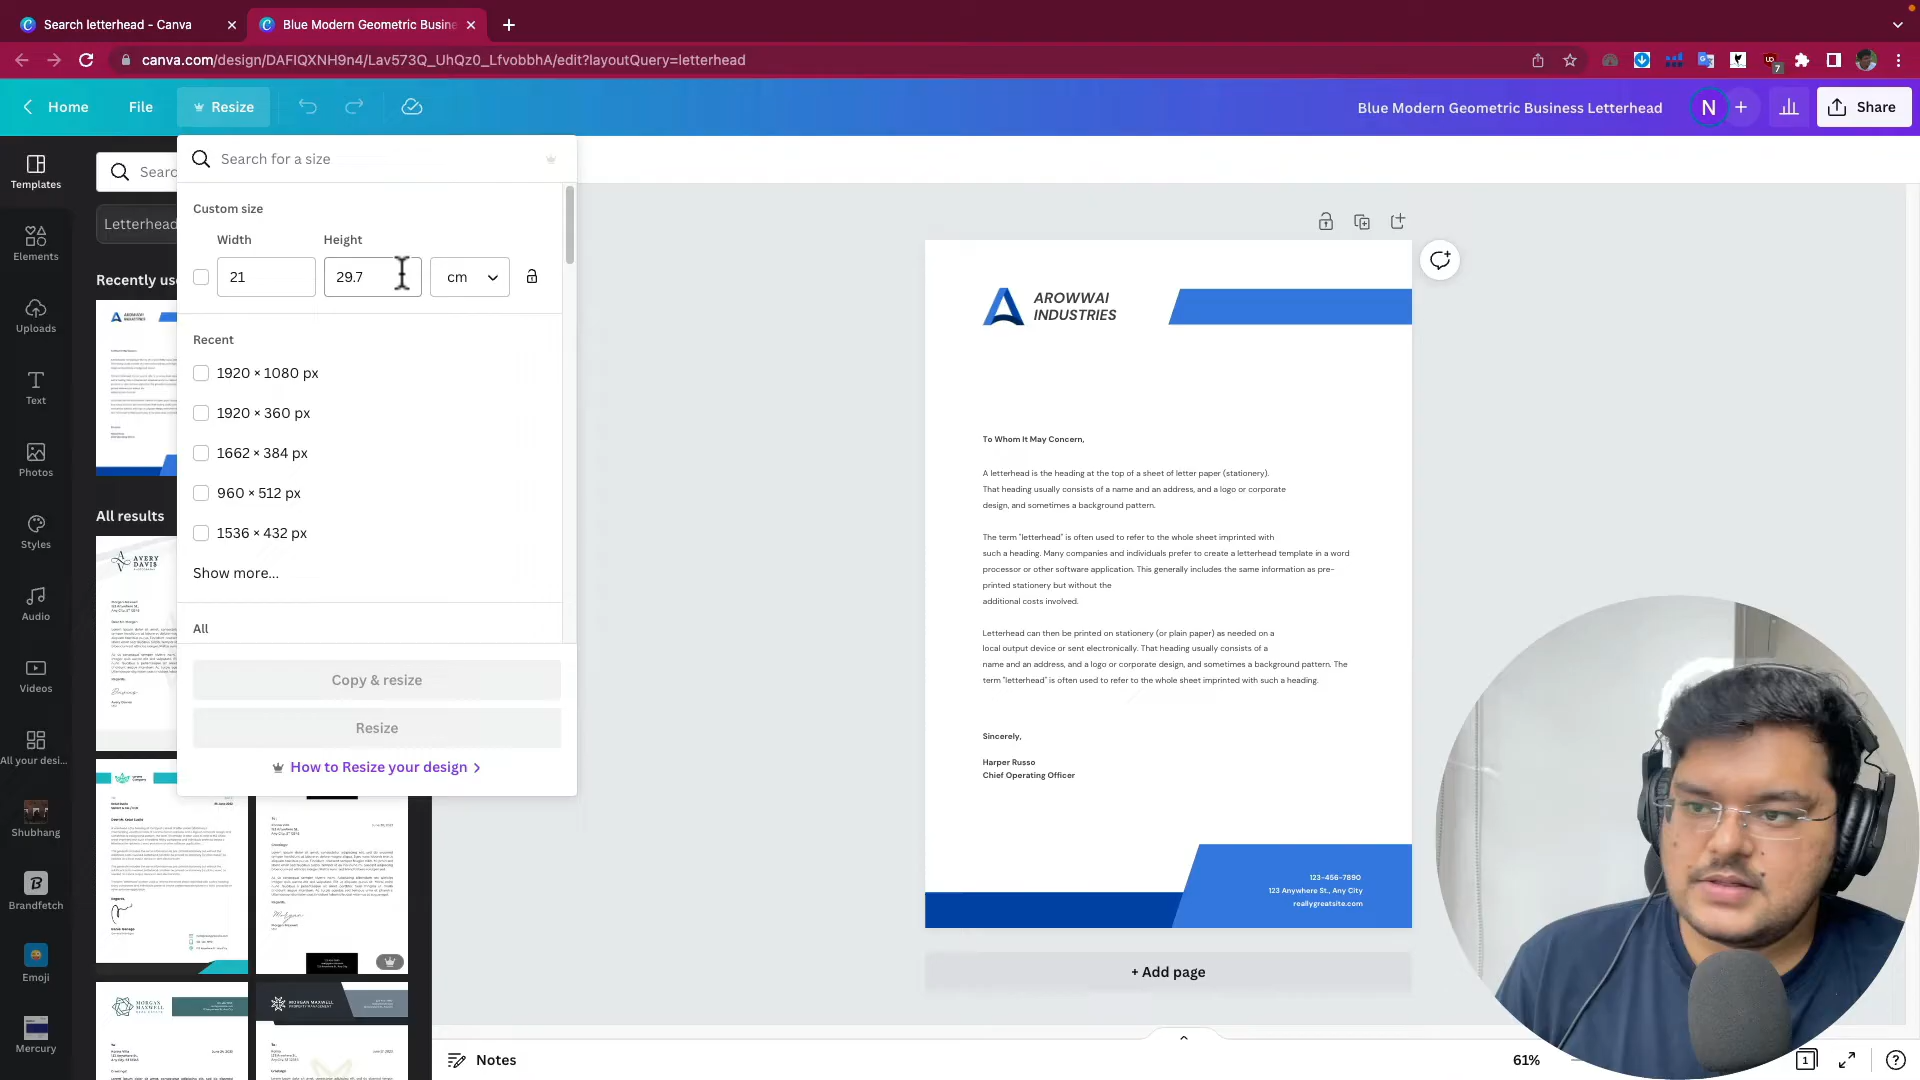 Search letterhead - Canva
Blue Modern Geometric Busine
canva.com/design/DAFIQXNH9n4/Lav573Q_UhQz0_LfvobbhA/edit?layoutQuery=letterhead
7
Home
File
Resize
Blue Modern Geometric Business Letterhead
N
Share
Templates
Elements
Uploads
Text
Photos
Styles
Audio
Videos
All your desi...
Shubhang
Brandfetch
Emoji
Mercury
Searc
Letterhead
Recently use
All results
AVERY
DAVIS
Search for a size
Custom size
Width
Height
21
29.7
cm
Recent
1920 × 1080 px
1920 × 360 px
1662 × 384 px
960 × 512 px
1536 × 432 px
Show more...
All
Copy & resize
Resize
How to Resize your design
AROWWAI
INDUSTRIES
To Whom It May Concern,
A letterhead is the heading at the top of a sheet of letter paper (stationery).
That heading usually consists of a name and an address, and a logo or corporate
design, and sometimes a background pattern.
The term "letterhead" is often used to refer to the whole sheet imprinted with
such a heading. Many companies and individuals prefer to create a letterhead template in a word
processor or other software application. This generally includes the same information as pre-
printed stationery but without the
additional costs involved.
Letterhead can then be printed on stationery (or plain paper) as needed on a
local output device or sent electronically. That heading usually consists of a
name and an address, and a logo or corporate design, and sometimes a background pattern. The
term "letterhead" is often used to refer to the whole sheet imprinted with such a heading.
Sincerely,
Harper Russo
Chief Operating Officer
123-456-7890
123 Anywhere St., Any City
reallygreatsite.com
+ Add page
Notes
61%
1
MORGAN
MAXWELL
MORGAN MAXWELL